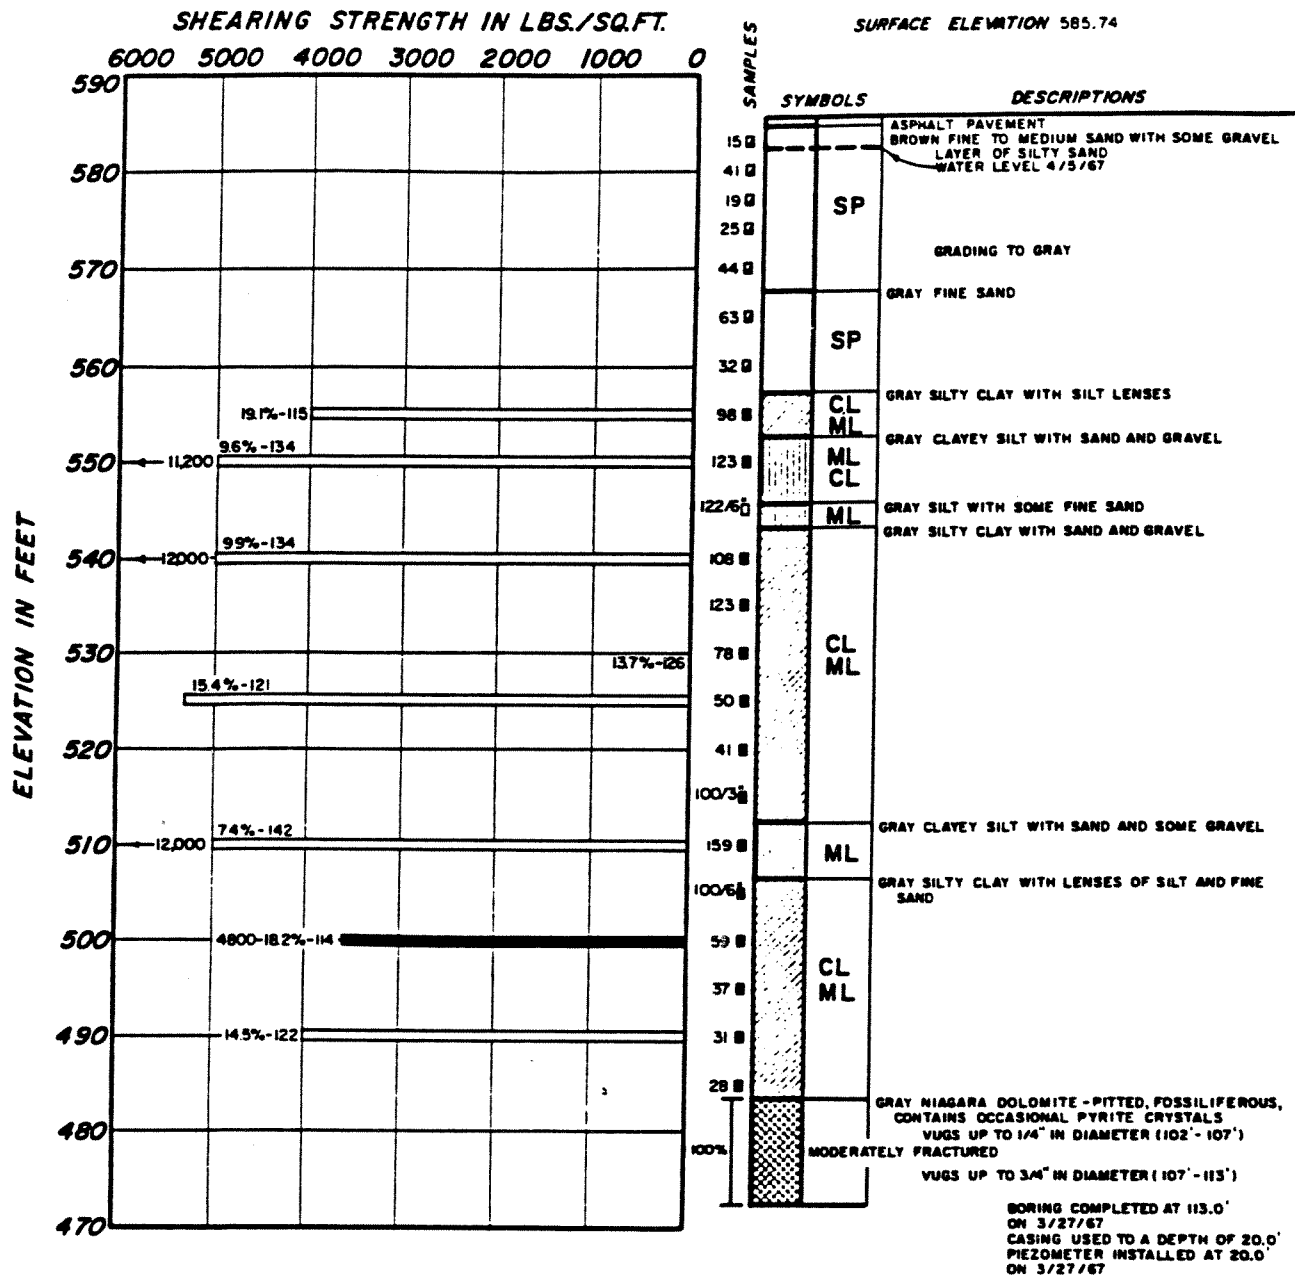 SHEARING STRENGTH IN LBS./SQ.FT.
6000 5000 4000 3000 2000 1000 0
SAMPLES
SURFACE ELEVATION 585.74
SYMBOLS
DESCRIPTIONS
ELEVATION IN FEET
590
580
570
560
550
540
530
520
510
500
490
480
470
19.1%-115
9.6%-134
11,200
9.9%-134
12,000
13.7%-126
15.4%-121
7.4%-142
12,000
4800-18.2%-114
14.5%-122
15
41
19
25
44
63
32
98
123
122/6"
108
123
78
50
41
100/3"
159
100/6"
59
37
31
28
100%
SP
SP
CL
ML
ML
CL
ML
CL
ML
ML
CL
ML
ASPHALT PAVEMENT
BROWN FINE TO MEDIUM SAND WITH SOME GRAVEL
LAYER OF SILTY SAND
WATER LEVEL 4/5/67
GRADING TO GRAY
GRAY FINE SAND
GRAY SILTY CLAY WITH SILT LENSES
GRAY CLAYEY SILT WITH SAND AND GRAVEL
GRAY SILT WITH SOME FINE SAND
GRAY SILTY CLAY WITH SAND AND GRAVEL
GRAY CLAYEY SILT WITH SAND AND SOME GRAVEL
GRAY SILTY CLAY WITH LENSES OF SILT AND FINE
SAND
GRAY NIAGARA DOLOMITE - PITTED, FOSSILIFEROUS,
CONTAINS OCCASIONAL PYRITE CRYSTALS
VUGS UP TO 1/4" IN DIAMETER (102'-107')
MODERATELY FRACTURED
VUGS UP TO 3/4" IN DIAMETER (107'-113')
BORING COMPLETED AT 113.0'
ON 3/27/67
CASING USED TO A DEPTH OF 20.0'
PIEZOMETER INSTALLED AT 20.0'
ON 3/27/67